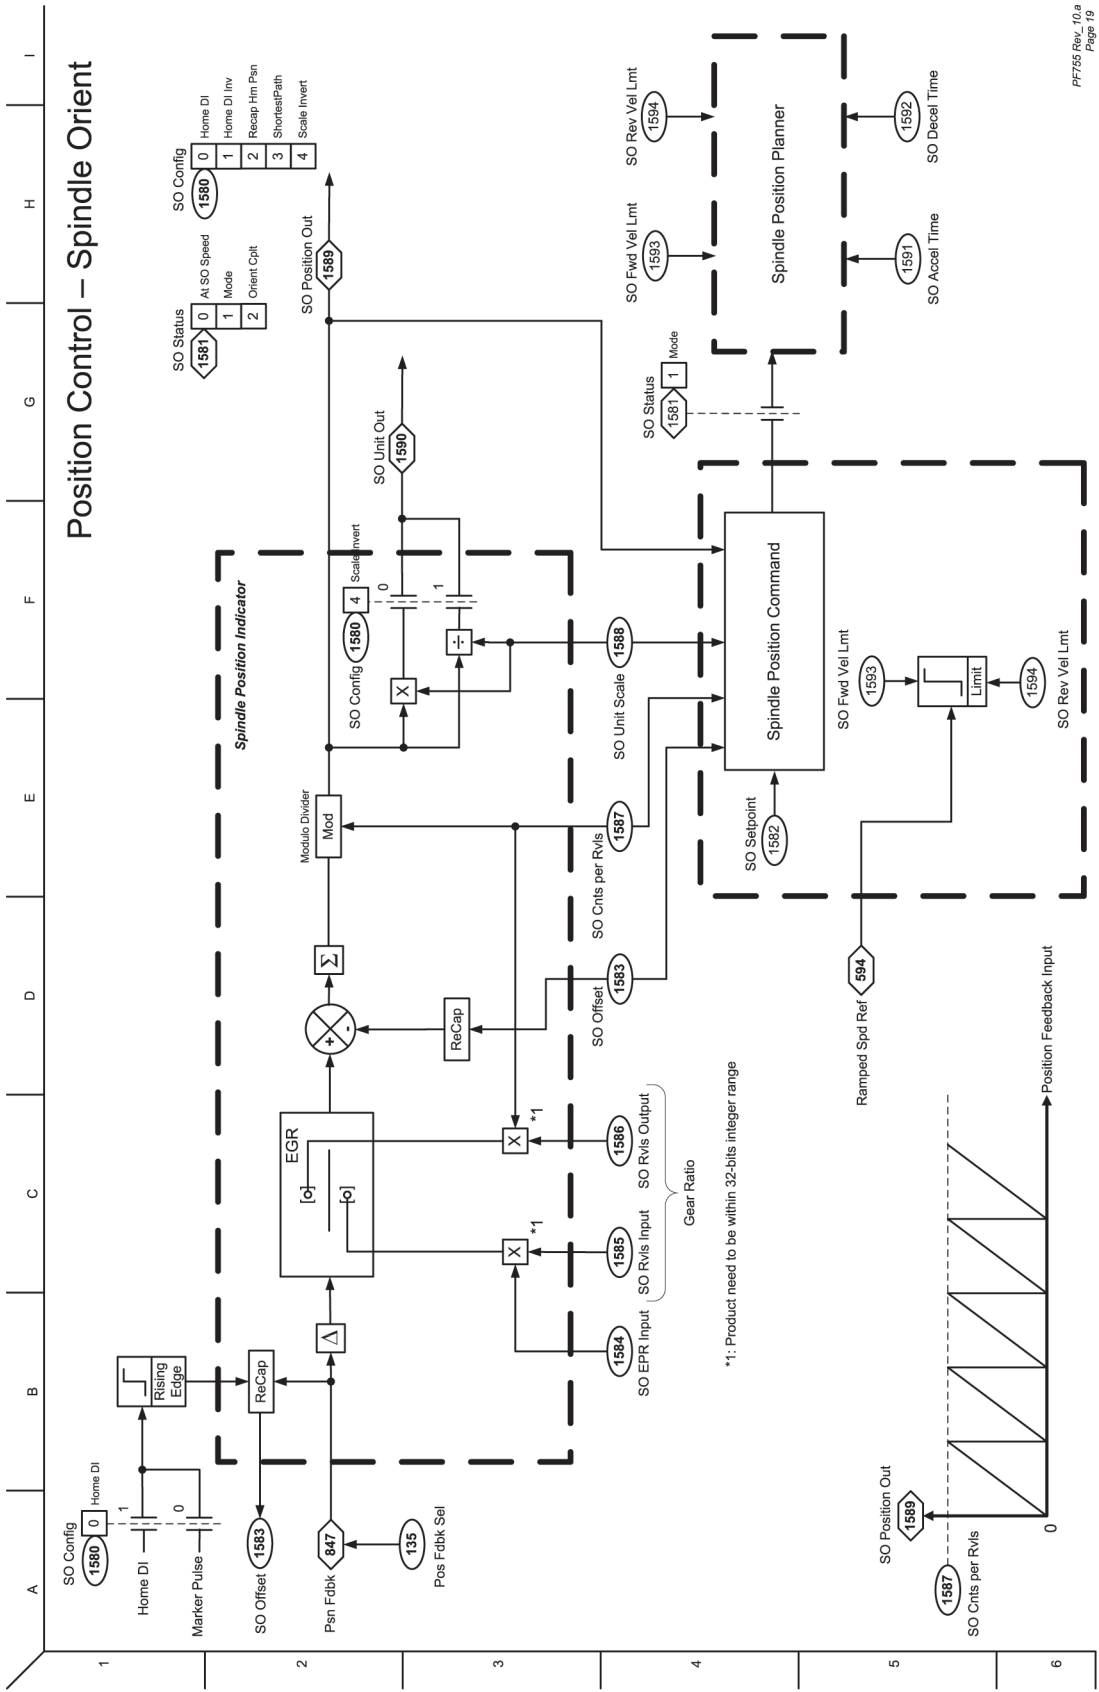 Position Control – Spindle Orient
A
B
C
D
E
F
G
H
I
1
2
3
4
5
6
SO Config
1580
0
Home DI
Home DI
1
Marker Pulse
0
Rising
Edge
SO Offset
1583
ReCap
Psn Fdbk
847
135
Pos Fdbk Sel
Δ
EGR
[o]
[o]
+
-
Σ
Modulo Divider
Mod
Spindle Position Indicator
SO Config
1580
4
Scale Invert
0
1
X
÷
SO Unit Out
1590
SO Position Out
1589
SO Status
1581
0
At SO Speed
1
Mode
2
Orient Cplt
SO Config
1580
0
Home DI
1
Home DI Inv
2
Recap Hm Psn
3
ShortestPath
4
Scale Invert
ReCap
X
*1
X
*1
1584
SO EPR Input
1585
SO Rvls Input
1586
SO Rvls Output
Gear Ratio
SO Offset
1583
SO Cnts per Rvls
1587
SO Unit Scale
1588
*1: Product need to be within 32-bits integer range
SO Setpoint
1582
Spindle Position Command
SO Fwd Vel Lmt
1593
Limit
1594
SO Rev Vel Lmt
Ramped Spd Ref
594
SO Status
1581
1
Mode
SO Fwd Vel Lmt
1593
SO Rev Vel Lmt
1594
Spindle Position Planner
1591
SO Accel Time
1592
SO Decel Time
SO Position Out
1589
1587
SO Cnts per Rvls
0
Position Feedback Input
PF755 Rev_10.a
Page 19